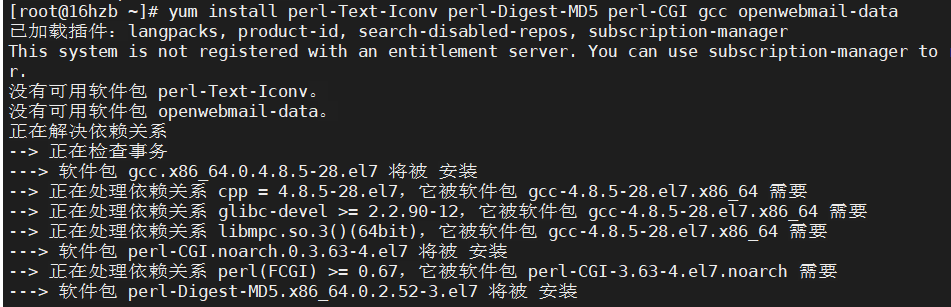 [root@16hzb ~]# yum install perl-Text-Iconv perl-Digest-MD5 perl-CGI gcc openwebmail-data
已加载插件：langpacks, product-id, search-disabled-repos, subscription-manager
This system is not registered with an entitlement server. You can use subscription-manager to
r.
没有可用软件包 perl-Text-Iconv。
没有可用软件包 openwebmail-data。
正在解决依赖关系
--> 正在检查事务
---> 软件包 gcc.x86_64.0.4.8.5-28.el7 将被 安装
--> 正在处理依赖关系 cpp = 4.8.5-28.el7，它被软件包 gcc-4.8.5-28.el7.x86_64 需要
--> 正在处理依赖关系 glibc-devel >= 2.2.90-12，它被软件包 gcc-4.8.5-28.el7.x86_64 需要
--> 正在处理依赖关系 libmpc.so.3()(64bit)，它被软件包 gcc-4.8.5-28.el7.x86_64 需要
---> 软件包 perl-CGI.noarch.0.3.63-4.el7 将被 安装
--> 正在处理依赖关系 perl(FCGI) >= 0.67，它被软件包 perl-CGI-3.63-4.el7.noarch 需要
---> 软件包 perl-Digest-MD5.x86_64.0.2.52-3.el7 将被 安装